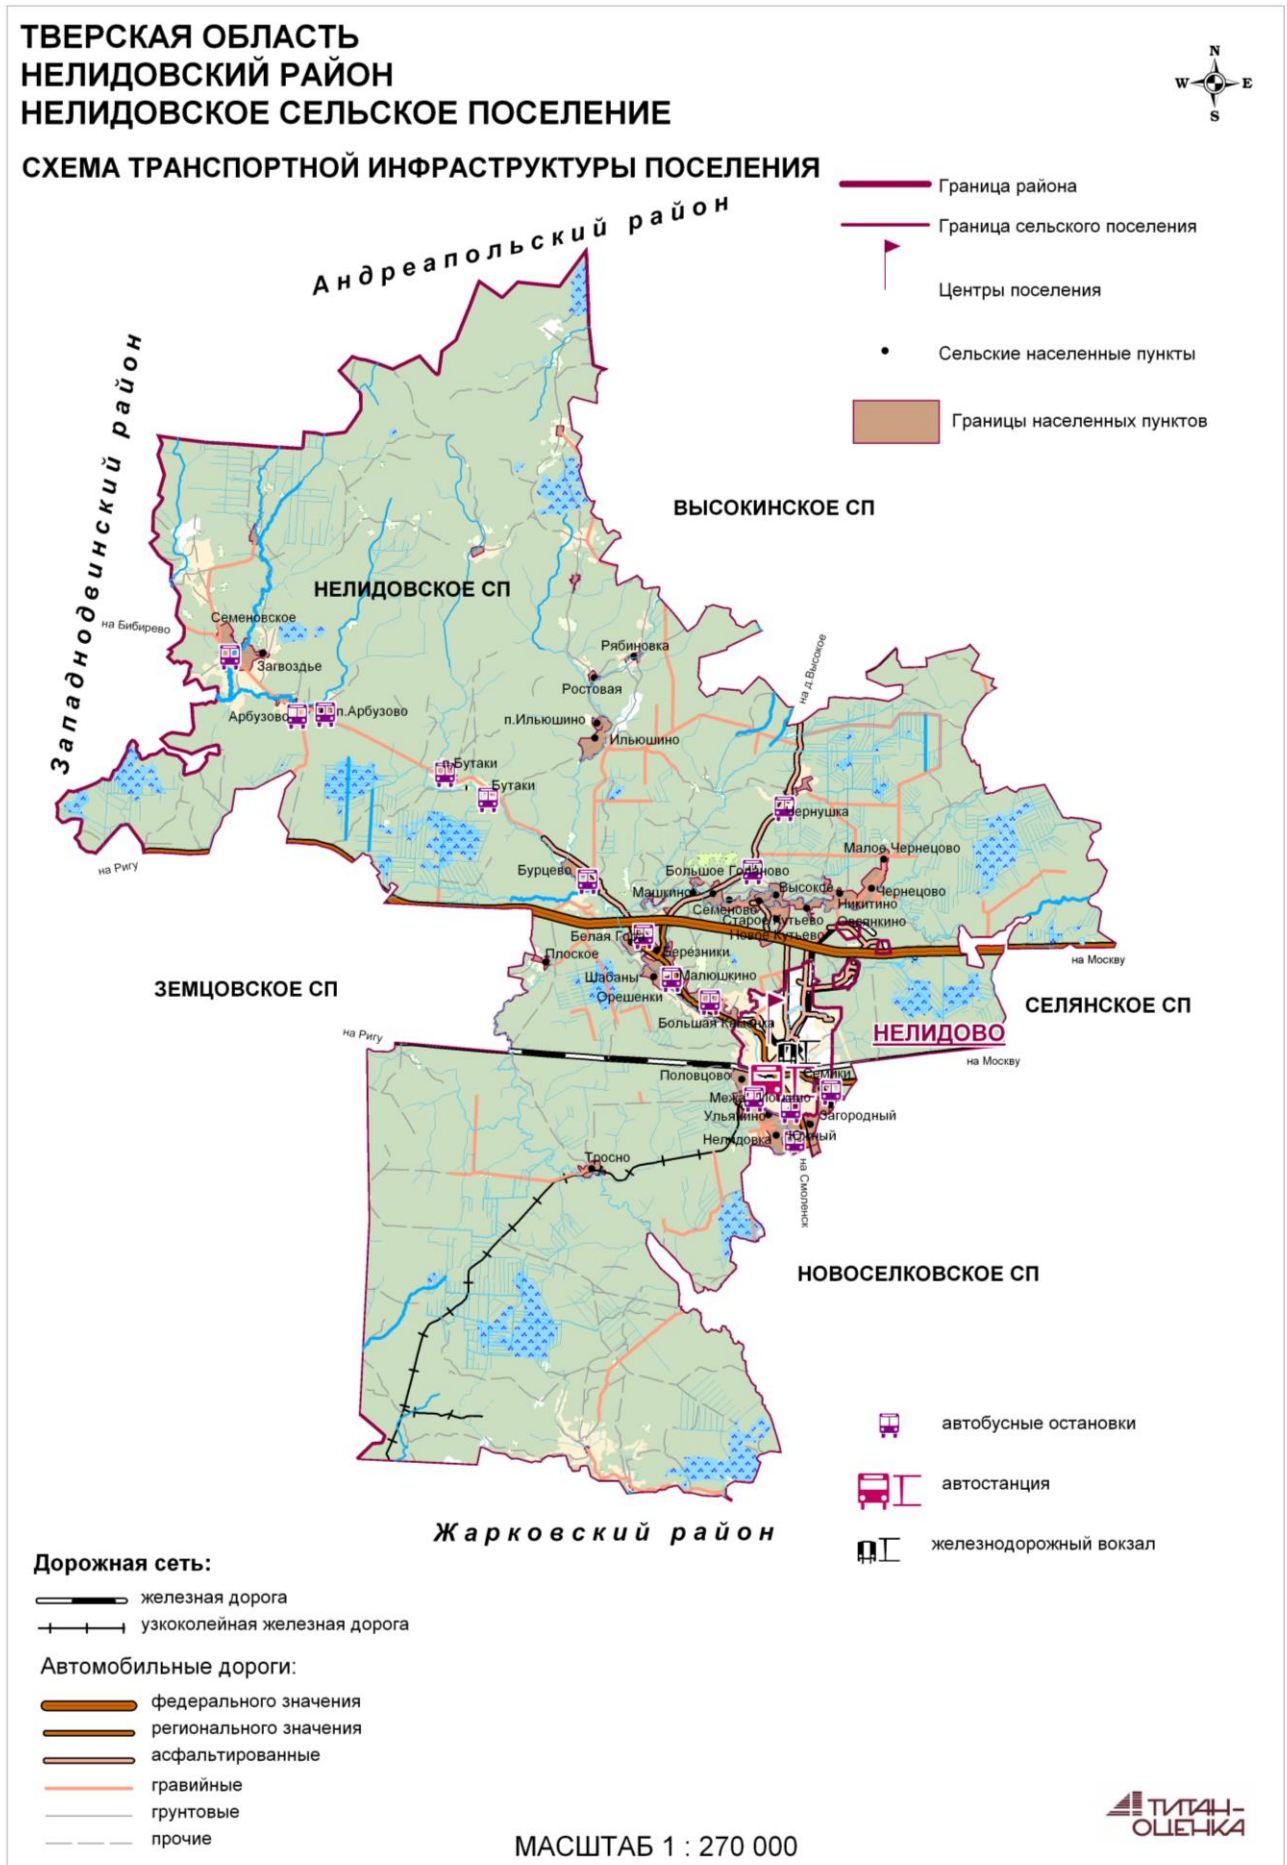 ТВЕРСКАЯ ОБЛАСТЬ
НЕЛИДОВСКИЙ РАЙОН
НЕЛИДОВСКОЕ СЕЛЬСКОЕ ПОСЕЛЕНИЕ
СХЕМА ТРАНСПОРТНОЙ ИНФРАСТРУКТУРЫ ПОСЕЛЕНИЯ
N
W E
S
Граница района
Граница сельского поселения
Центры поселения
Сельские населенные пункты
Границы населенных пунктов
Андреапольский район
Западнодвинский район
ВЫСОКИНСКОЕ СП
НЕЛИДОВСКОЕ СП
на Бибирево
Семеновское
Загвоздье
Рябиновка
Ростовая
на д.Высокое
Арбузово
п.Арбузово
п.Ильюшино
Ильюшино
п.Бутаки
Бутаки
Чернушка
на Ригу
Малое Чернецово
Бурцево
Большое Голаново
Машкино
Высокое
Чернецово
Семеново
Никитино
Старое Кутьево
Овсянкино
Новое Кутьево
Белая Гора
Березники
Плоское
на Москву
Шабаны
Малюшкино
ЗЕМЦОВСКОЕ СП
Орешенки
СЕЛЯНСКОЕ СП
Большая Каменка
НЕЛИДОВО
на Ригу
на Москву
Половцово
Семики
Межа
Ульянино
Загородный
Нелидовка
Южный
Тросно
на Смоленск
НОВОСЕЛКОВСКОЕ СП
автобусные остановки
автостанция
железнодорожный вокзал
Жарковский район
Дорожная сеть:
железная дорога
узкоколейная железная дорога
Автомобильные дороги:
федерального значения
регионального значения
асфальтированные
гравийные
грунтовые
прочие
МАСШТАБ 1 : 270 000
ТИТАН-
ОЦЕНКА